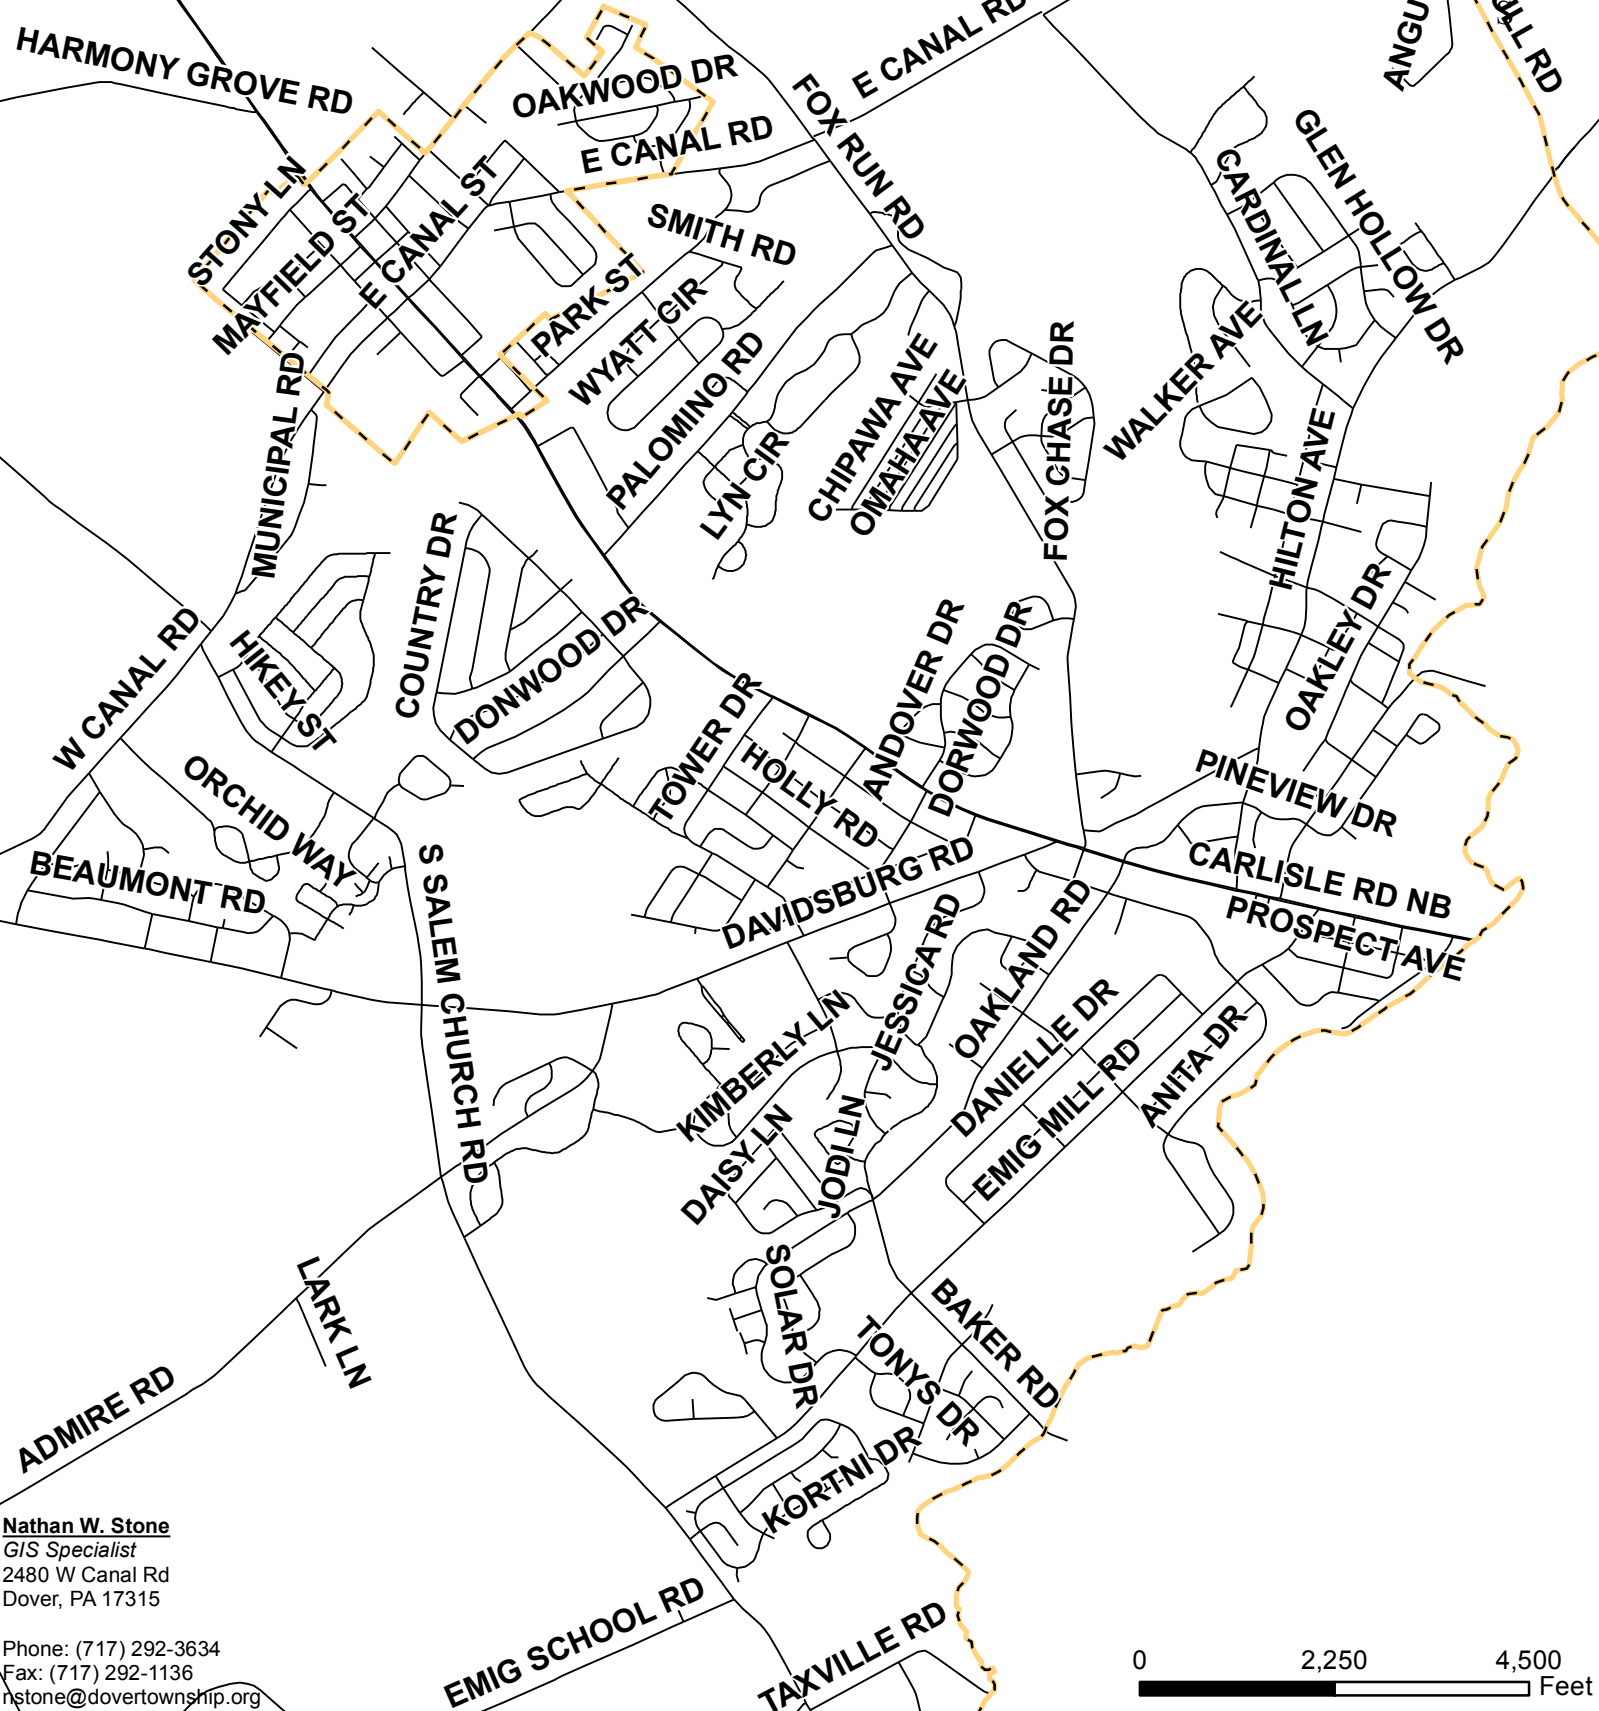 HARMONY GROVE RD
OAKWOOD DR
E CANAL RD
ANGU
ILL RD
E CANAL RD
FOX RUN RD
GLEN HOLLOW DR
CARDINAL LN
STONY LN
MAYFIELD ST
E CANAL ST
SMITH RD
PARK ST
WYATT CIR
PALOMINO RD
LYN CIR
CHIPAWA AVE
OMAHA AVE
FOX CHASE DR
WALKER AVE
HILTON AVE
MUNICIPAL RD
COUNTRY DR
DONWOOD DR
HIKEY ST
W CANAL RD
OAKLEY DR
ANDOVER DR
DORWOOD DR
TOWER DR
HOLLY RD
PINEVIEW DR
ORCHID WAY
BEAUMONT RD
S SALEM CHURCH RD
DAVIDSBURG RD
CARLISLE RD NB
PROSPECT AVE
JESSICA RD
OAKLAND RD
KIMBERLY LN
DANIELLE DR
EMIG MILL RD
ANITA DR
DAISY LN
JODI LN
SOLAR DR
LARK LN
BAKER RD
TONYS DR
ADMIRE RD
KORTNI DR
EMIG SCHOOL RD
TAXVILLE RD
Nathan W. Stone
GIS Specialist
2480 W Canal Rd
Dover, PA 17315
Phone: (717) 292-3634
Fax: (717) 292-1136
nstone@dovertownship.org
0 2,250 4,500
Feet